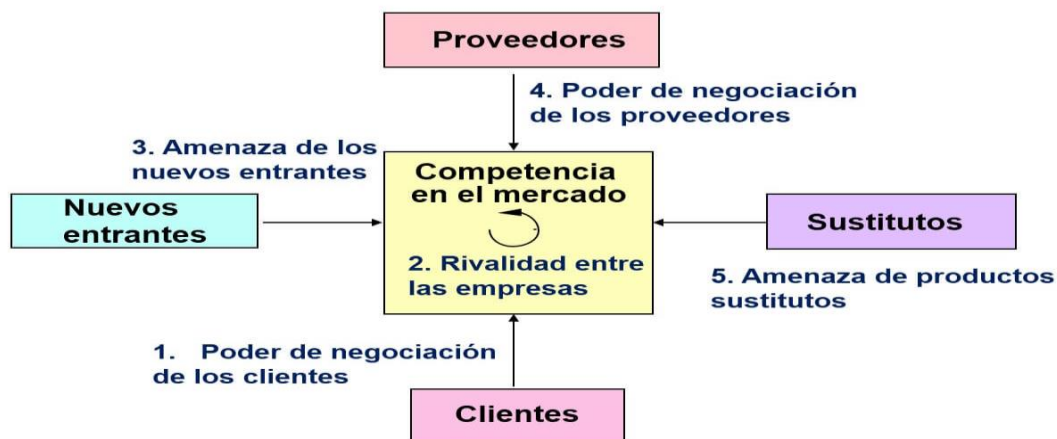 Proveedores
4. Poder de negociación
de los proveedores
3. Amenaza de los
nuevos entrantes
Competencia
en el mercado
Nuevos
entrantes
Sustitutos
2. Rivalidad entre
las empresas
5. Amenaza de productos
sustitutos
1. Poder de negociación
de los clientes
Clientes